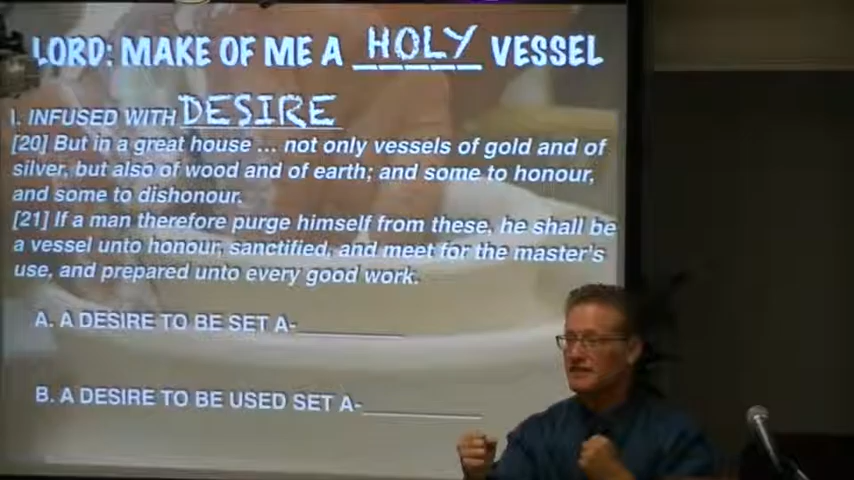 LORD: MAKE OF ME A HOLY VESSEL
I. INFUSED WITH DESIRE
[20] But in a great house ... not only vessels of gold and of
silver, but also of wood and of earth; and some to honour,
and some to dishonour.
[21] If a man therefore purge himself from these, he shall be
a vessel unto honour, sanctified, and meet for the master's
use, and prepared unto every good work.
A. A DESIRE TO BE SET A-__________
B. A DESIRE TO BE USED SET A-__________